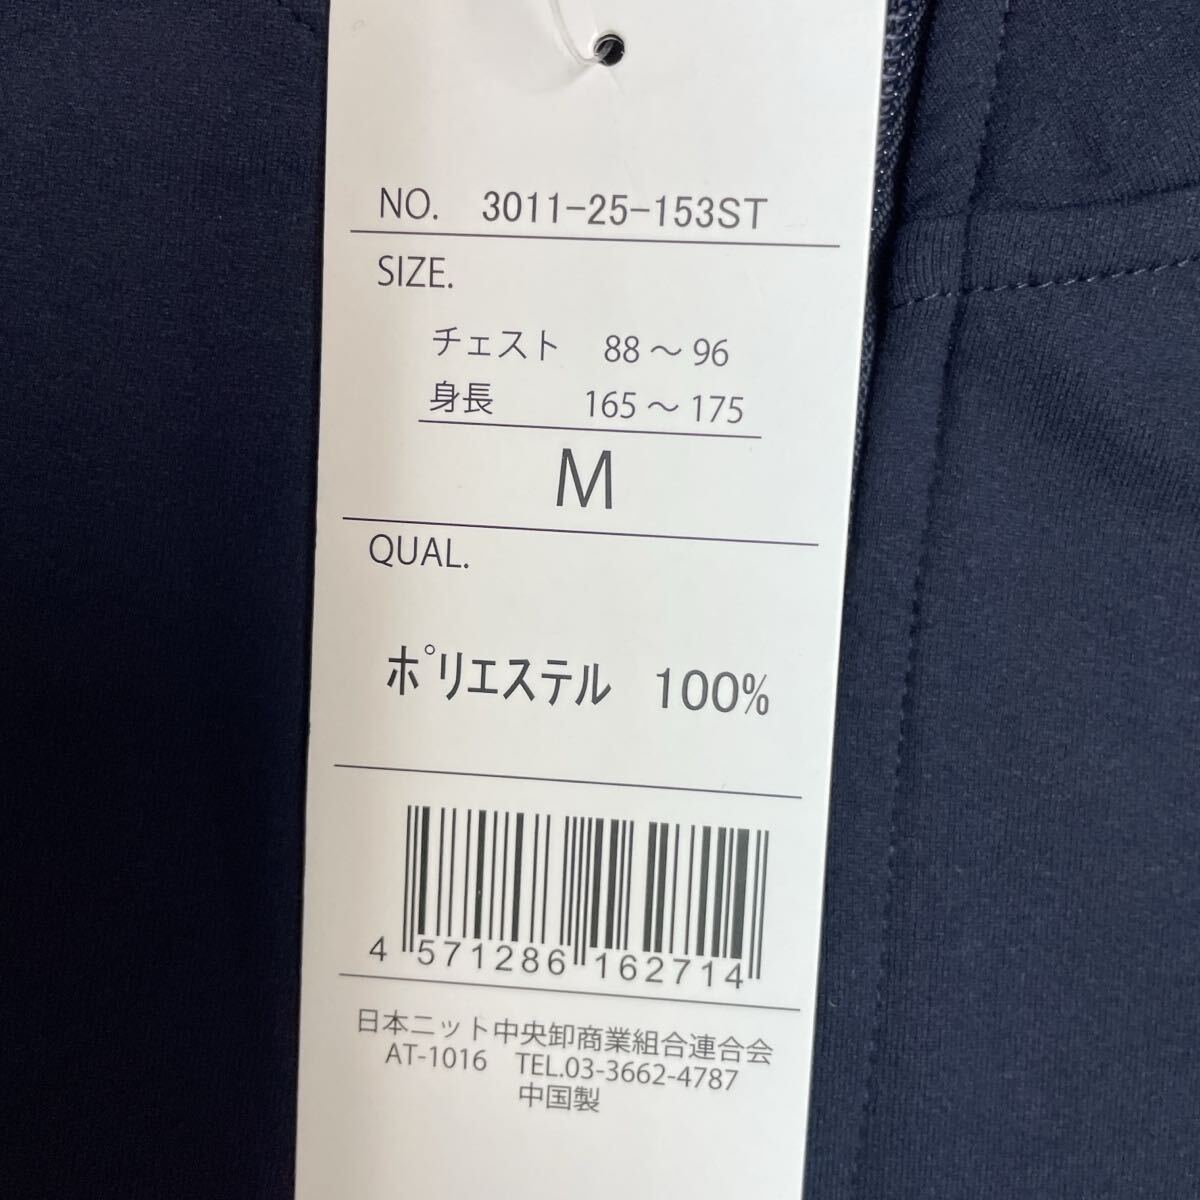 NO. 3011-25-153ST
SIZE.
チェスト 88～96
身長 165～175
M
QUAL.
ポリエステル 100%
4 571286 162714
日本ニット中央卸商業組合連合会
AT-1016 TEL.03-3662-4787
中国製